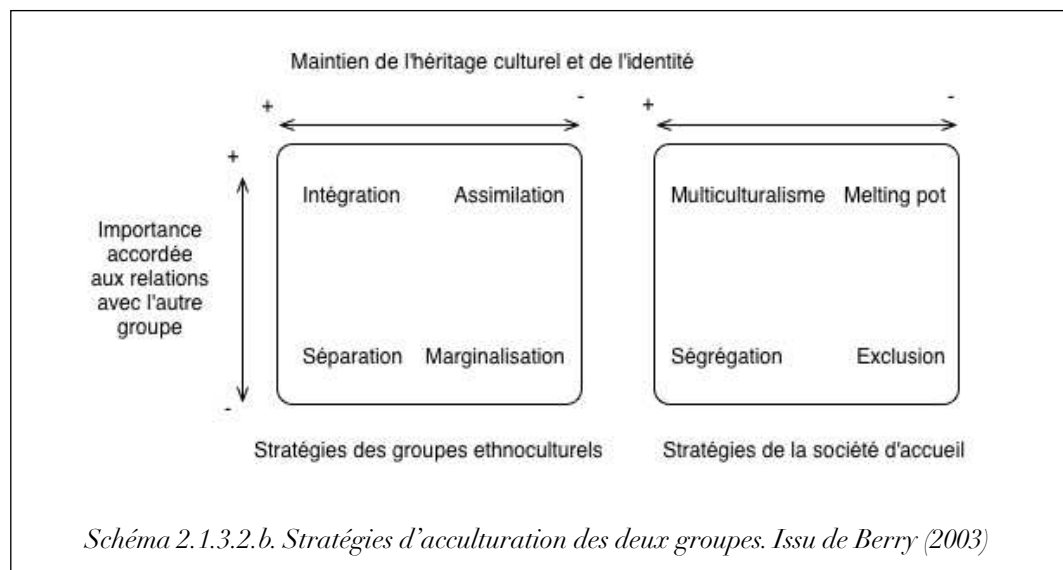 Maintien de l'héritage culturel et de l'identité
+ - + -
+
Intégration Assimilation Multiculturalisme Melting pot
Importance
accordée
aux relations
avec l'autre
groupe
Séparation Marginalisation Ségrégation Exclusion
-
Stratégies des groupes ethnoculturels Stratégies de la société d'accueil
Schéma 2.1.3.2.b. Stratégies d’acculturation des deux groupes. Issu de Berry (2003)